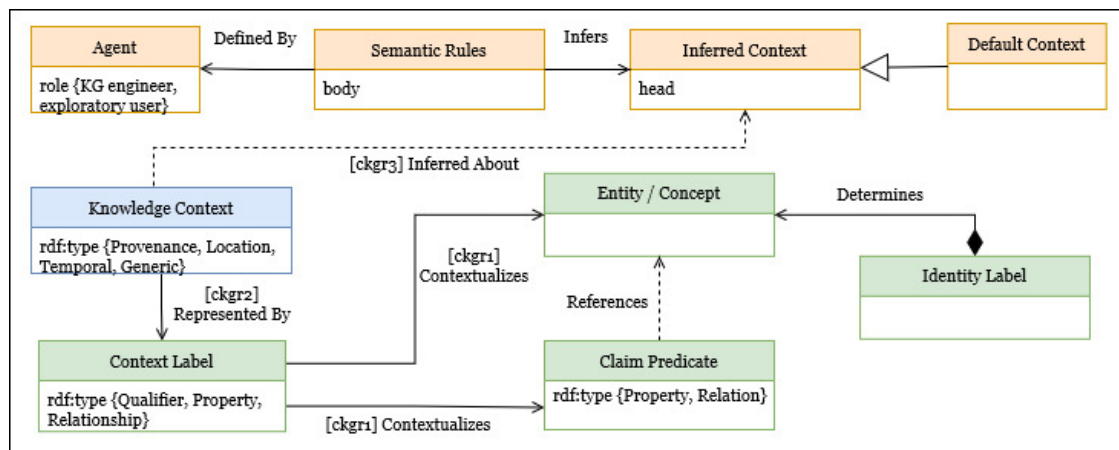 Agent
Defined By
Semantic Rules
Infers
Inferred Context
Default Context
role {KG engineer,
exploratory user}
body
head
[ckgr3] Inferred About
Knowledge Context
rdf:type {Provenance, Location,
Temporal, Generic}
Entity / Concept
Determines
[ckgr1]
Contextualizes
Identity Label
[ckgr2]
Represented By
References
Context Label
rdf:type {Qualifier, Property,
Relationship}
Claim Predicate
rdf:type {Property, Relation}
[ckgr1] Contextualizes